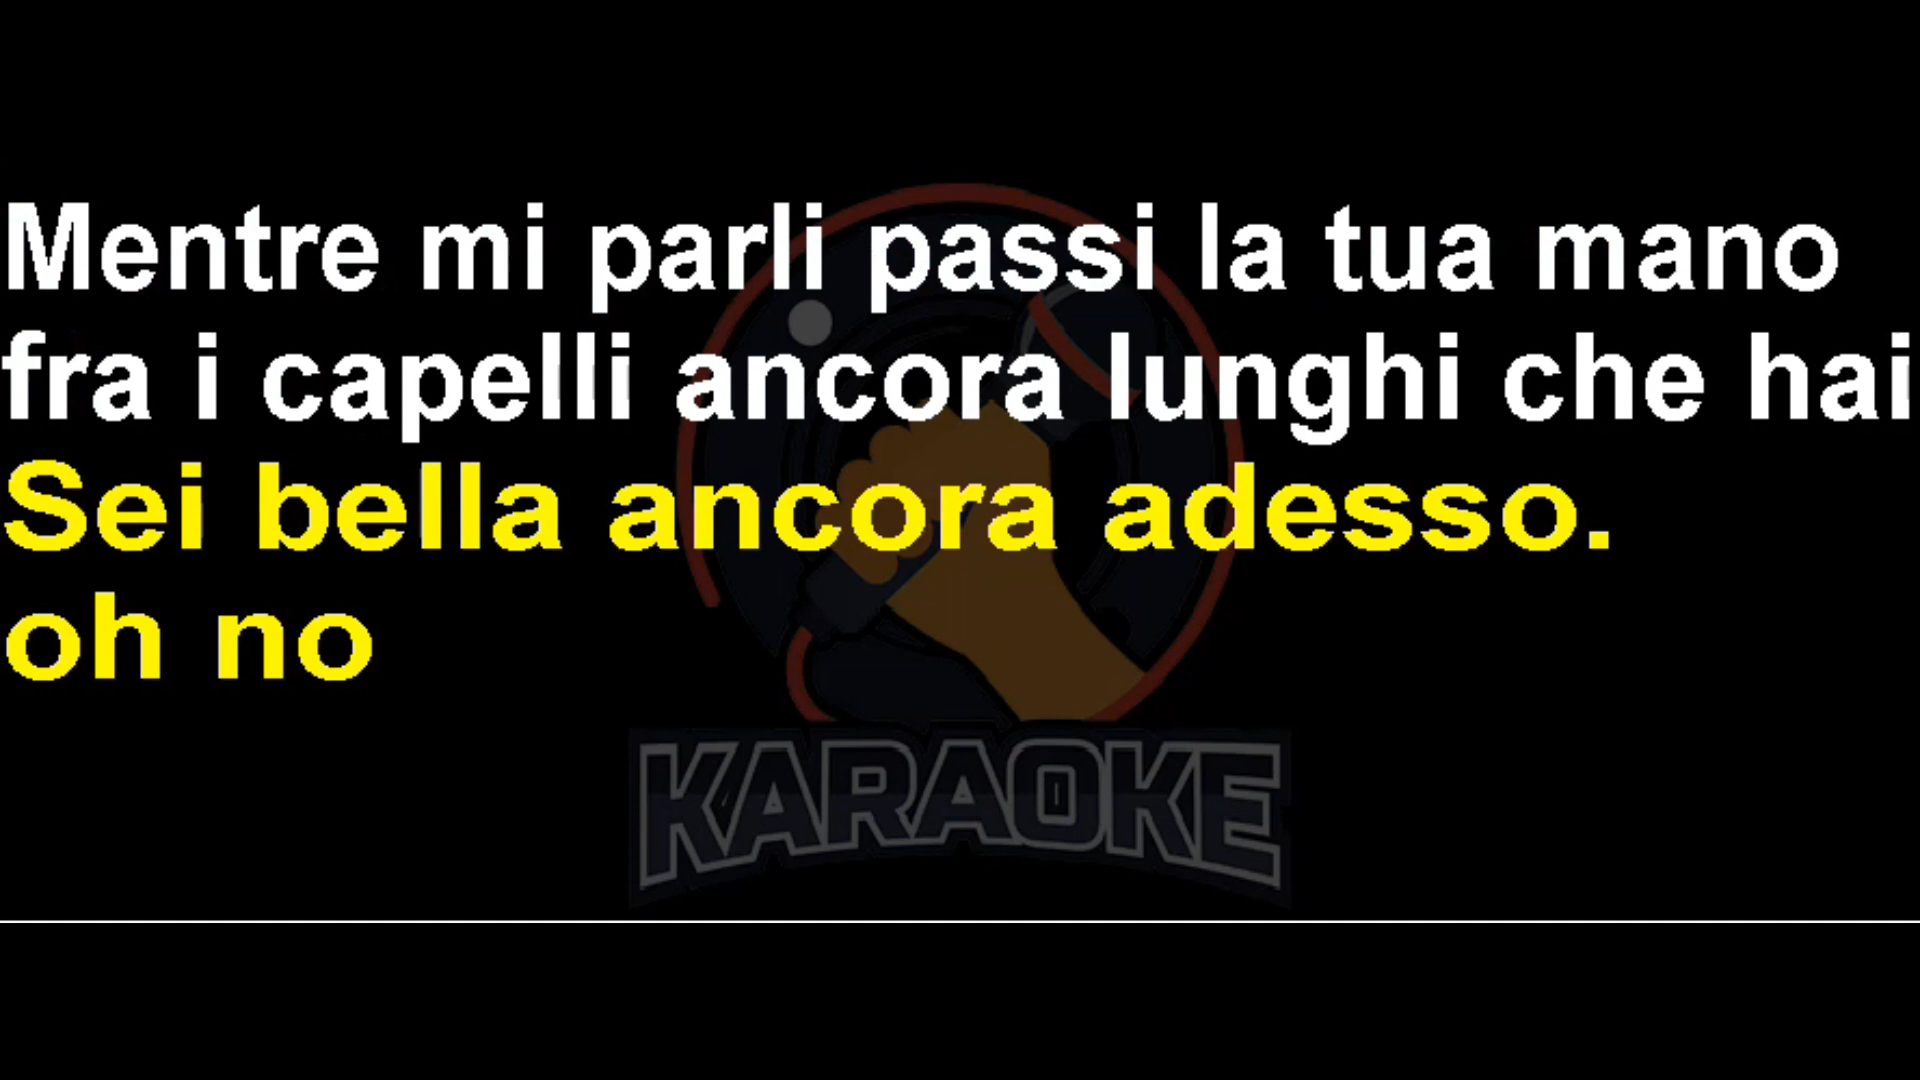 Mentre mi parli passi la tua mano
fra i capelli ancora lunghi che hai
Sei bella ancora adesso.
oh no
KARAOKE